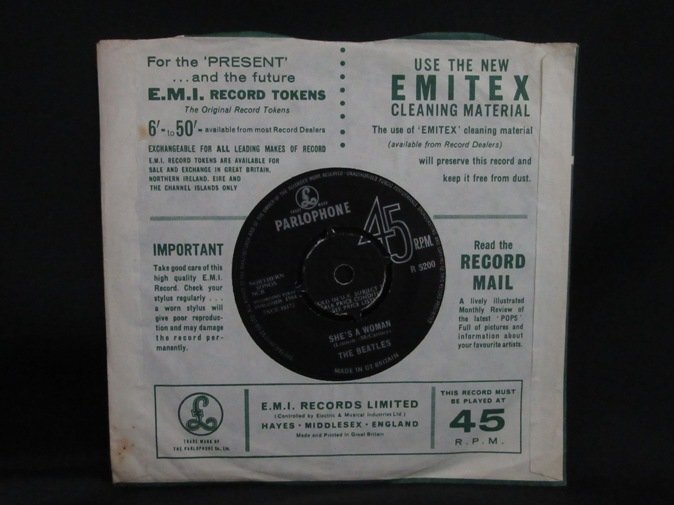 For the 'PRESENT'
...and the future
E.M.I. RECORD TOKENS
The Original Record Tokens
6'- to 50'- available from most Record Dealers
EXCHANGEABLE FOR ALL LEADING MAKES OF RECORD
E.M.I. RECORD TOKENS ARE AVAILABLE FOR
SALE AND EXCHANGE IN GREAT BRITAIN,
NORTHERN IRELAND, EIRE AND
THE CHANNEL ISLANDS ONLY
USE THE NEW
EMITEX
CLEANING MATERIAL
The use of 'EMITEX' cleaning material
(available from Record Dealers)
will preserve this record and
keep it free from dust.
IMPORTANT
Take good care of this
high quality E.M.I.
Record. Check your
stylus regularly ...
a worn stylus will
give poor reproduc-
tion and may damage
the record per-
manently.
TRADE MARK
PARLOPHONE
45
R.P.M.
R 5200
NORTHERN
SONGS
SHE'S A WOMAN
(Lennon - McCartney)
THE BEATLES
MADE IN GT. BRITAIN
Read the
RECORD
MAIL
A lively illustrated
Monthly Review of
the latest 'POPS'
Full of pictures and
information about
your favourite artists.
TRADE MARK OF
THE PARLOPHONE Co. Ltd.
E.M.I. RECORDS LIMITED
(Controlled by Electric & Musical Industries Ltd.)
HAYES · MIDDLESEX · ENGLAND
Made and Printed in Great Britain
THIS RECORD MUST
BE PLAYED AT
45
R.P.M.